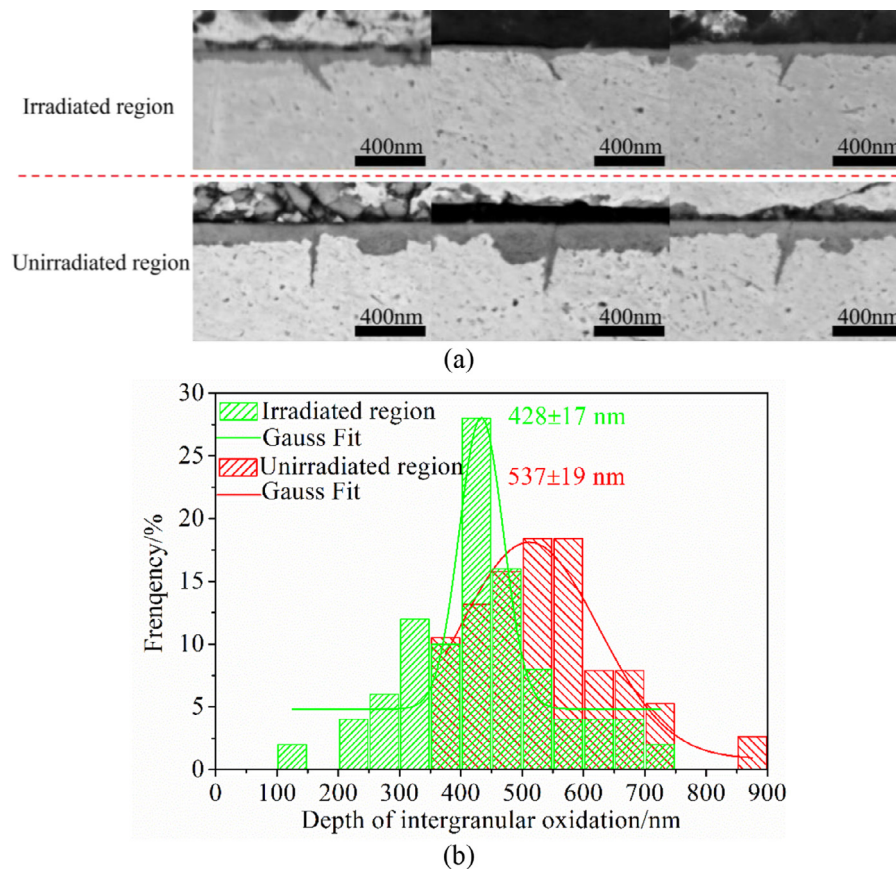 Irradiated region
400nm 400nm 400nm
Unirradiated region
400nm 400nm 400nm
(a)
30
25
20
15
10
5
0
Frenqency/%
Irradiated region
Gauss Fit
Unirradiated region
Gauss Fit
428±17 nm
537±19 nm
0 100 200 300 400 500 600 700 800 900
Depth of intergranular oxidation/nm
(b)